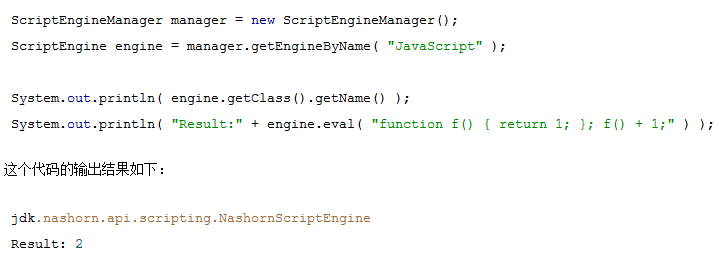 ScriptEngineManager manager = new ScriptEngineManager();
ScriptEngine engine = manager.getEngineByName( "JavaScript" );
System.out.println( engine.getClass().getName() );
System.out.println( "Result:" + engine.eval( "function f() { return 1; }; f() + 1;" ) );
这个代码的输出结果如下：
jdk.nashorn.api.scripting.NashornScriptEngine
Result: 2